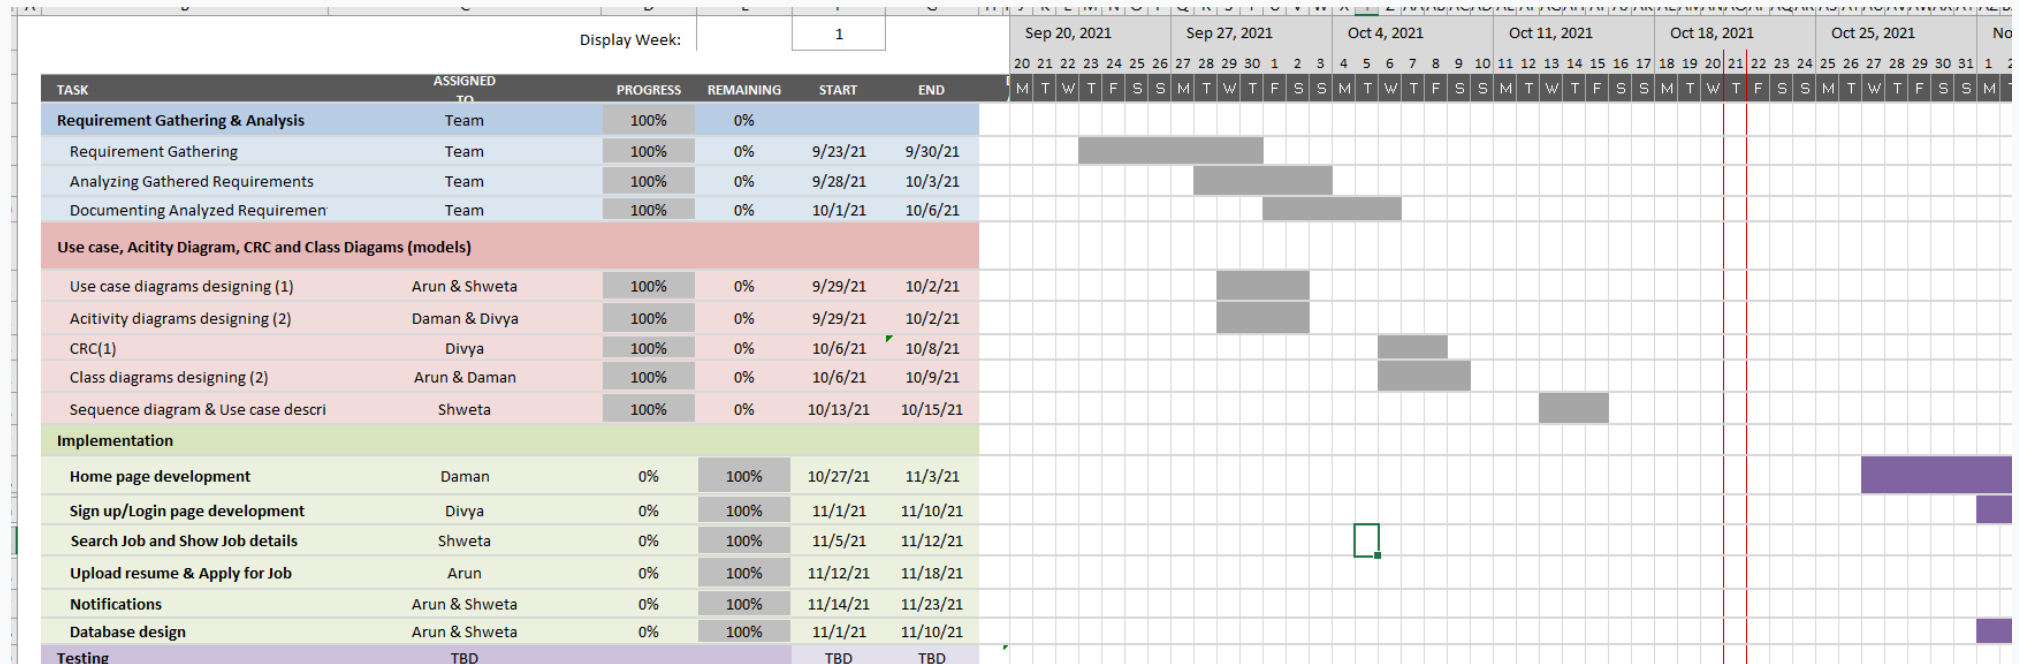 Display Week: 1 Sep 20, 2021 Sep 27, 2021 Oct 4, 2021 Oct 11, 2021 Oct 18, 2021 Oct 25, 2021 No
20 21 22 23 24 25 26 27 28 29 30 1 2 3 4 5 6 7 8 9 10 11 12 13 14 15 16 17 18 19 20 21 22 23 24 25 26 27 28 29 30 31 1 2
TASK ASSIGNED TO PROGRESS REMAINING START END M T W T F S S M T W T F S S M T W T F S S M T W T F S S M T W T F S S M T W T F S S M
Requirement Gathering & Analysis Team 100% 0%
Requirement Gathering Team 100% 0% 9/23/21 9/30/21
Analyzing Gathered Requirements Team 100% 0% 9/28/21 10/3/21
Documenting Analyzed Requiremen Team 100% 0% 10/1/21 10/6/21
Use case, Acitity Diagram, CRC and Class Diagams (models)
Use case diagrams designing (1) Arun & Shweta 100% 0% 9/29/21 10/2/21
Acitivity diagrams designing (2) Daman & Divya 100% 0% 9/29/21 10/2/21
CRC(1) Divya 100% 0% 10/6/21 10/8/21
Class diagrams designing (2) Arun & Daman 100% 0% 10/6/21 10/9/21
Sequence diagram & Use case descri Shweta 100% 0% 10/13/21 10/15/21
Implementation
Home page development Daman 0% 100% 10/27/21 11/3/21
Sign up/Login page development Divya 0% 100% 11/1/21 11/10/21
Search Job and Show Job details Shweta 0% 100% 11/5/21 11/12/21
Upload resume & Apply for Job Arun 0% 100% 11/12/21 11/18/21
Notifications Arun & Shweta 0% 100% 11/14/21 11/23/21
Database design Arun & Shweta 0% 100% 11/1/21 11/10/21
Testing TBD TBD TBD